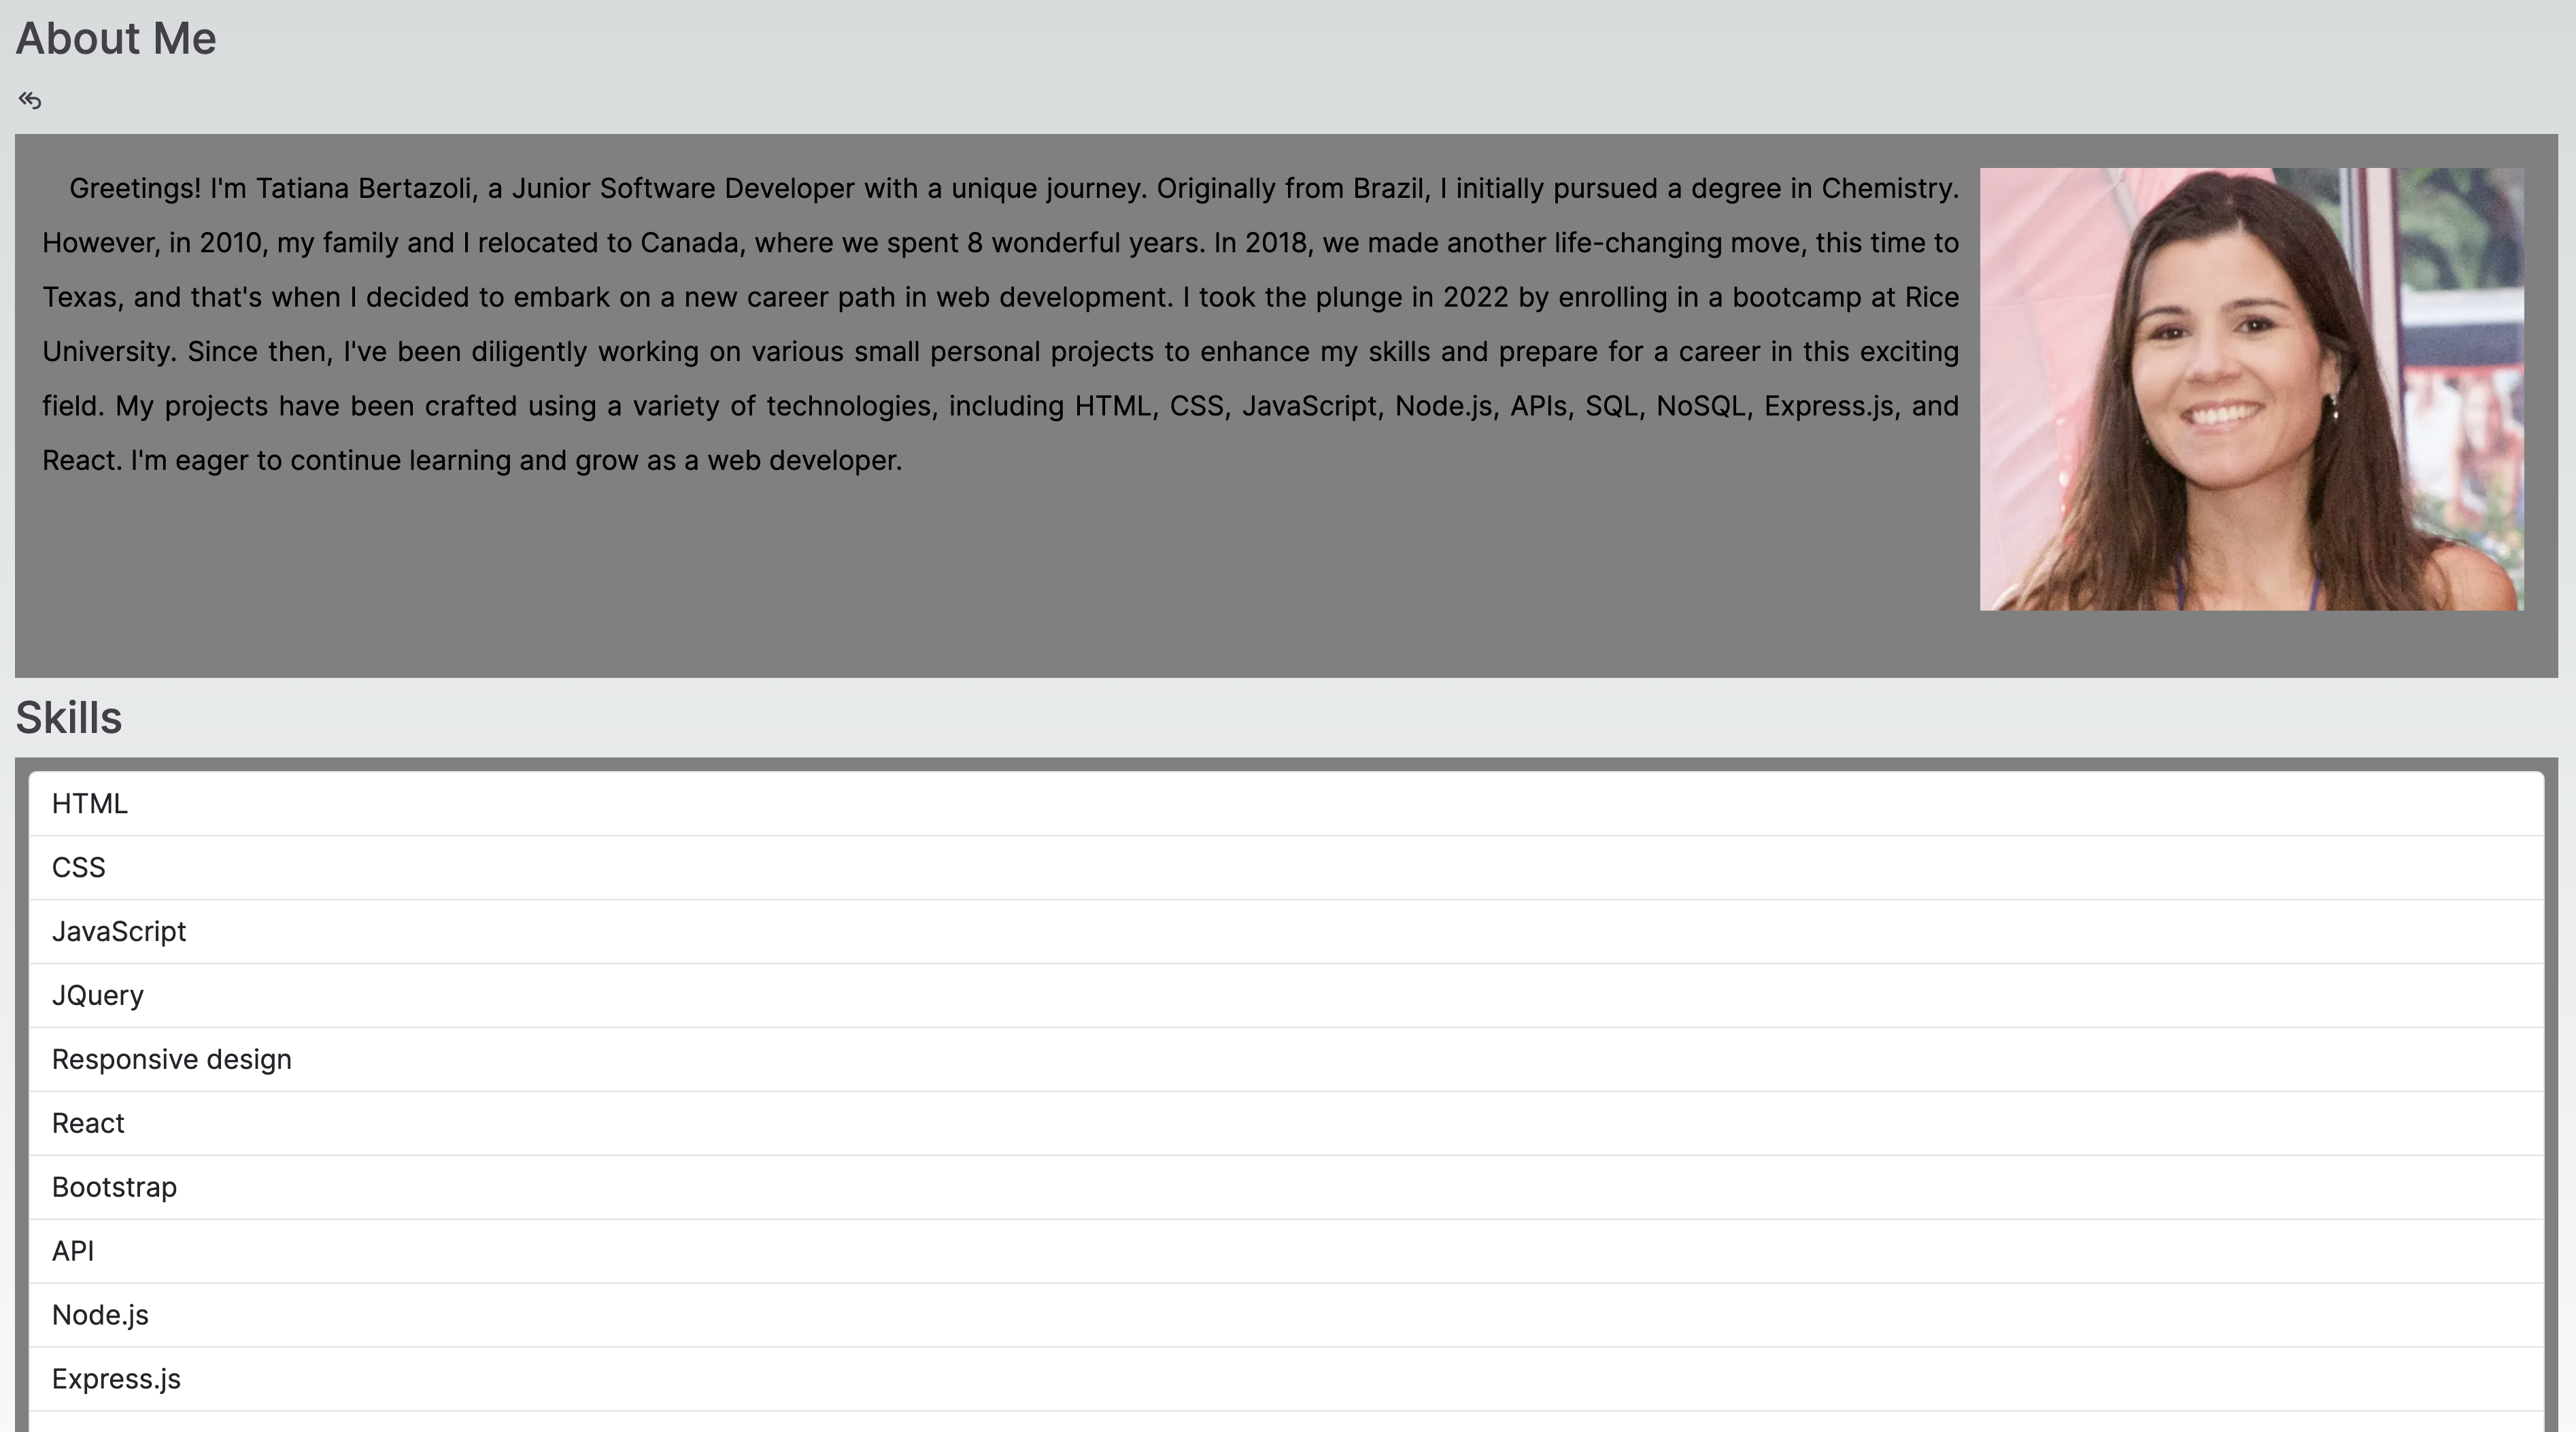 About Me
Greetings! I'm Tatiana Bertazoli, a Junior Software Developer with a unique journey. Originally from Brazil, I initially pursued a degree in Chemistry.
However, in 2010, my family and I relocated to Canada, where we spent 8 wonderful years. In 2018, we made another life-changing move, this time to
Texas, and that's when I decided to embark on a new career path in web development. I took the plunge in 2022 by enrolling in a bootcamp at Rice
University. Since then, I've been diligently working on various small personal projects to enhance my skills and prepare for a career in this exciting
field. My projects have been crafted using a variety of technologies, including HTML, CSS, JavaScript, Node.js, APIs, SQL, NoSQL, Express.js, and
React. I'm eager to continue learning and grow as a web developer.
Skills
HTML
CSS
JavaScript
JQuery
Responsive design
React
Bootstrap
API
Node.js
Express.js